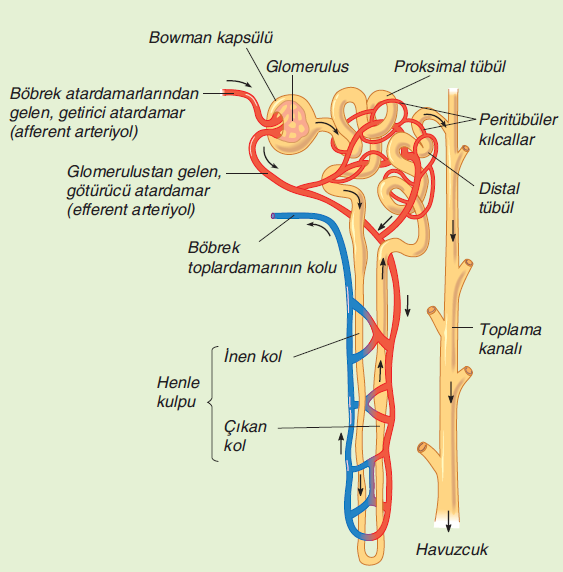 Bowman kapsülü
Glomerulus
Proksimal tübül
Böbrek atardamarlarından
gelen, getirici atardamar
(afferent arteriyol)
Peritübüler
kılcallar
Glomerulustan gelen,
götürücü atardamar
(efferent arteriyol)
Distal
tübül
Böbrek
toplardamarının kolu
Toplama
kanalı
İnen kol
Henle
kulpu
Çıkan
kol
Havuzcuk